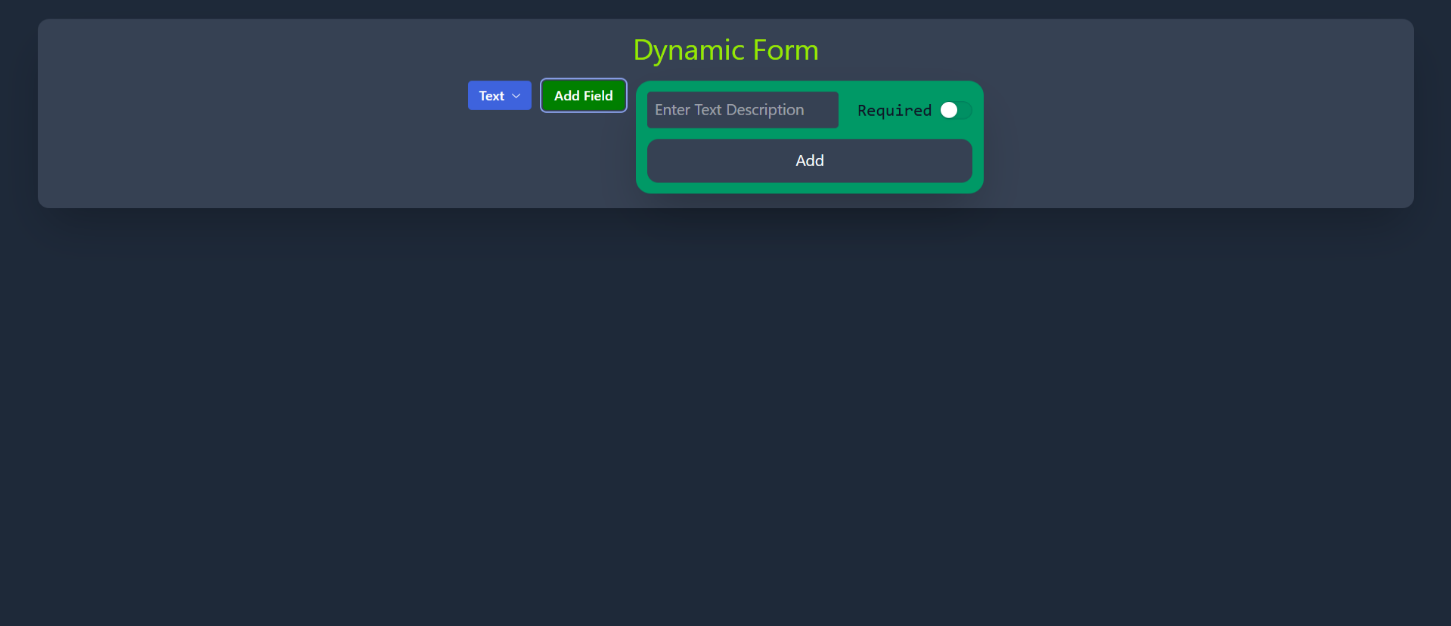 Dynamic Form
Text Add Field
Enter Text Description Required
Add